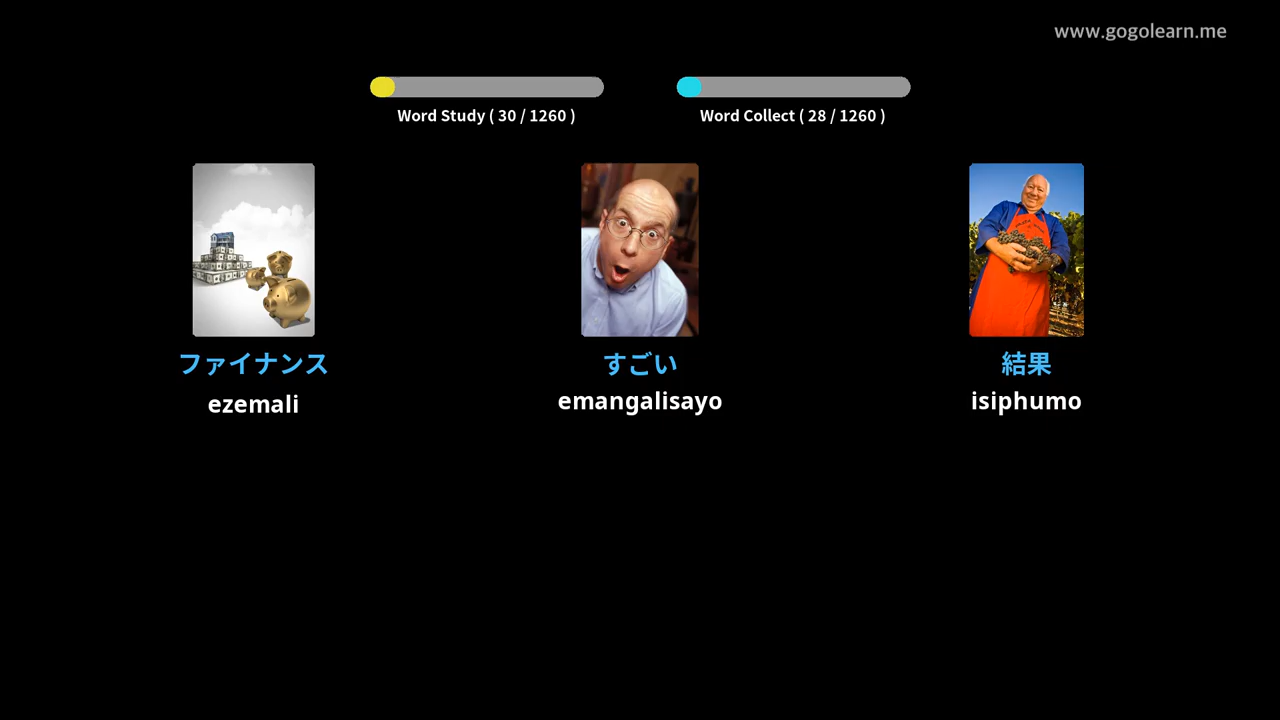 www.gogolearn.me
Word Study ( 30 / 1260 )
Word Collect ( 28 / 1260 )
ファイナンス
すごい
結果
ezemali
emangalisayo
isiphumo